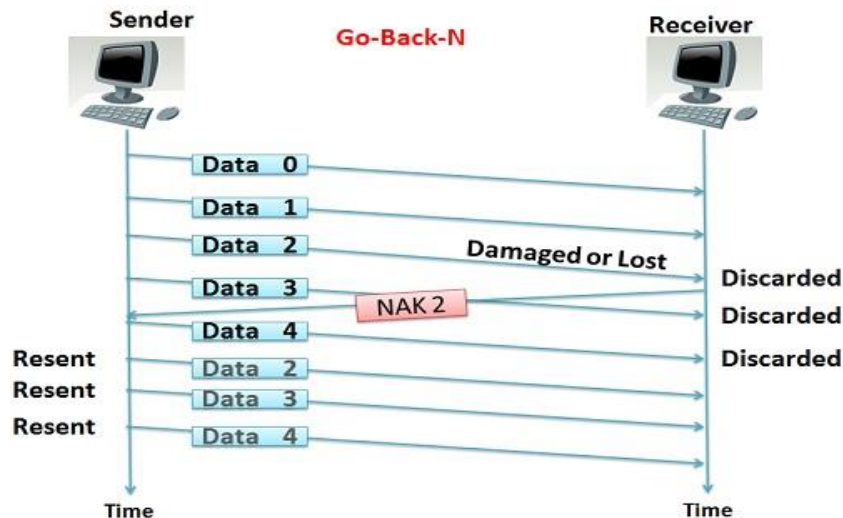 Sender
Receiver
Go-Back-N
Data 0
Data 1
Data 2
Damaged or Lost
Data 3
Discarded
NAK 2
Discarded
Data 4
Discarded
Resent
Data 2
Resent
Data 3
Resent
Data 4
Time
Time